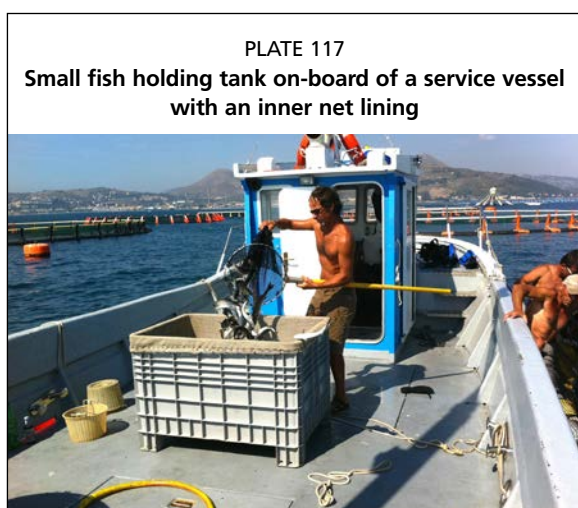 PLATE 117
Small fish holding tank on-board of a service vessel
with an inner net lining